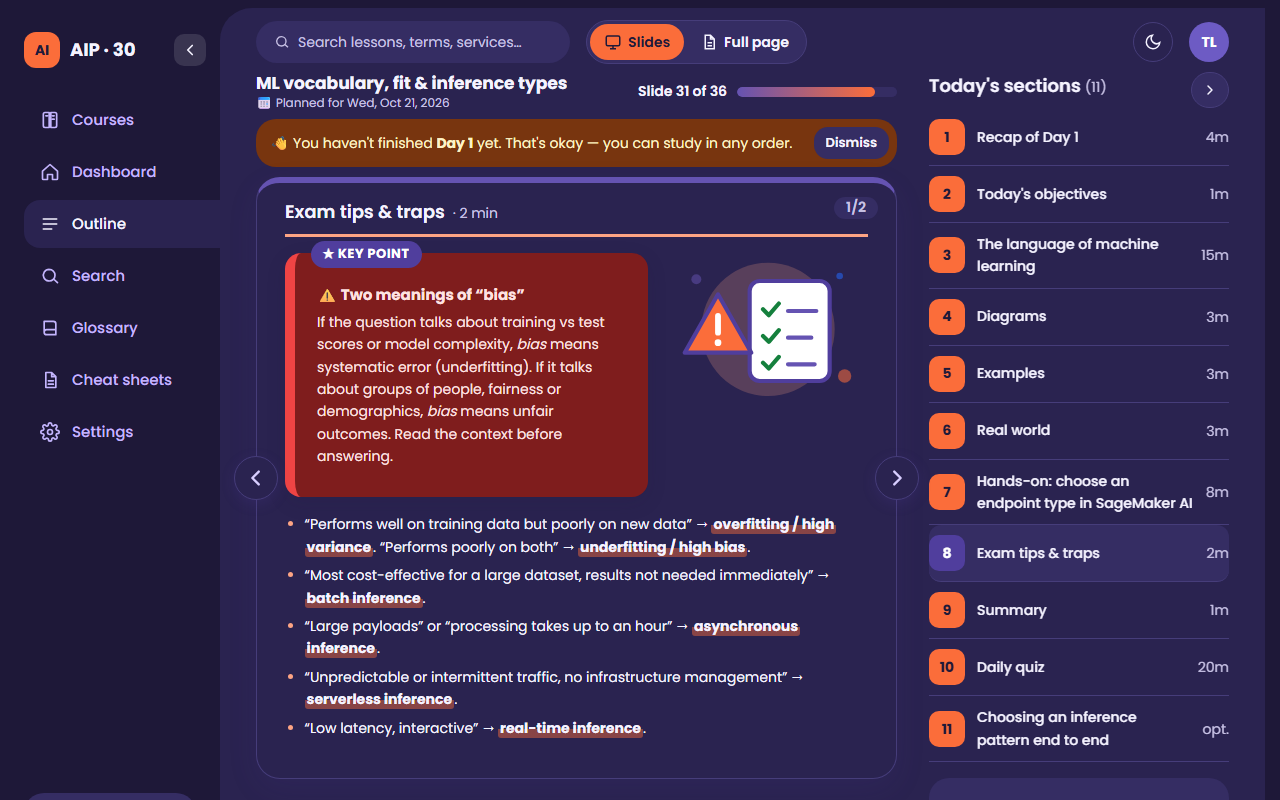 AI AIP · 30
Courses
Dashboard
Outline
Search
Glossary
Cheat sheets
Settings
Search lessons, terms, services...
Slides
Full page
TL
ML vocabulary, fit & inference types
Planned for Wed, Oct 21, 2026
Slide 31 of 36
👋 You haven't finished Day 1 yet. That's okay — you can study in any order.
Dismiss
Exam tips & traps · 2 min
1/2
★ KEY POINT
⚠️ Two meanings of “bias”
If the question talks about training vs test
scores or model complexity, bias means
systematic error (underfitting). If it talks
about groups of people, fairness or
demographics, bias means unfair
outcomes. Read the context before
answering.
• “Performs well on training data but poorly on new data” → overfitting / high
variance. “Performs poorly on both” → underfitting / high bias.
• “Most cost-effective for a large dataset, results not needed immediately” →
batch inference.
• “Large payloads” or “processing takes up to an hour” → asynchronous
inference.
• “Unpredictable or intermittent traffic, no infrastructure management” →
serverless inference.
• “Low latency, interactive” → real-time inference.
Today's sections (11)
1 Recap of Day 1 4m
2 Today's objectives 1m
3 The language of machine
learning 15m
4 Diagrams 3m
5 Examples 3m
6 Real world 3m
7 Hands-on: choose an
endpoint type in SageMaker AI 8m
8 Exam tips & traps 2m
9 Summary 1m
10 Daily quiz 20m
11 Choosing an inference
pattern end to end opt.